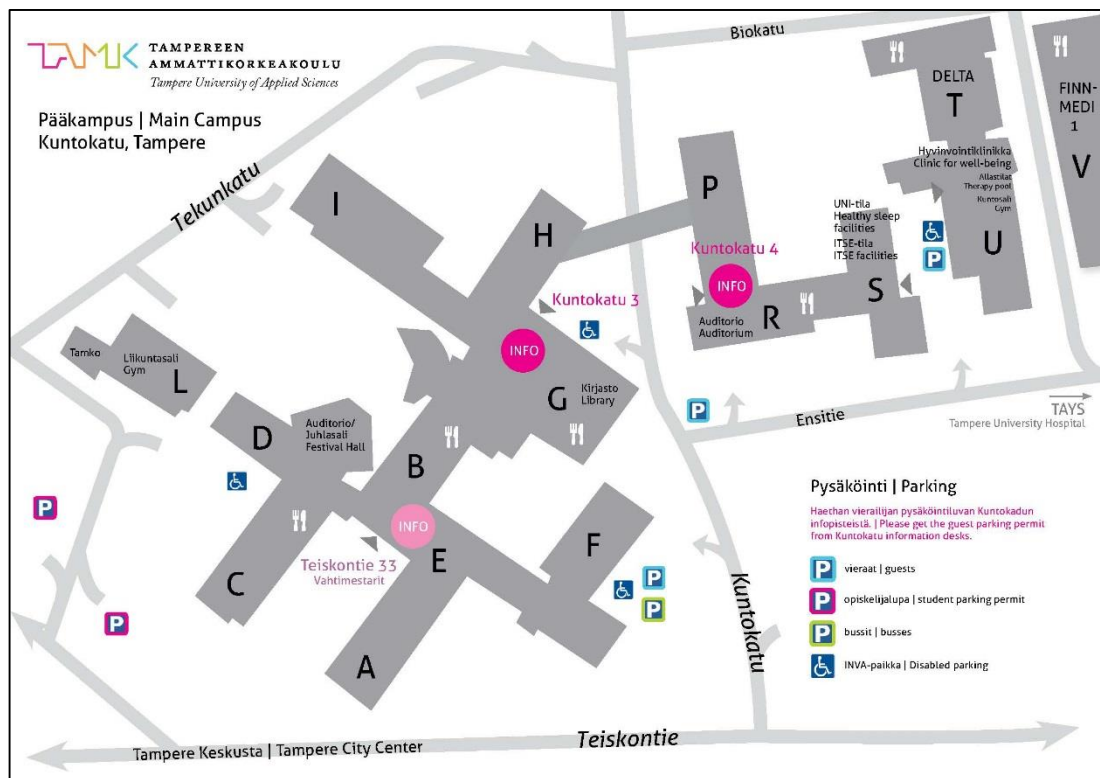 TAMK
TAMPEREEN
AMMATTIKORKEAKOULU
Tampere University of Applied Sciences
Pääkampus | Main Campus
Kuntokatu, Tampere
Biokatu
DELTA
T
FINN-
MEDI
1
V
Hyvinvointiklinikka
Clinic for well-being
Allastilat
Therapy pool
Kuntosali
Gym
U
UNI-tila
Healthy sleep
facilities
ITSE-tila
ITSE facilities
S
P
P
Kuntokatu 4
INFO
Auditorio
Auditorium
R
Tekunkatu
I
H
Kuntokatu 3
INFO
G
Kirjasto
Library
Tamko
Liikuntasali
Gym
L
D
Auditorio/
Juhlasali
Festival Hall
B
INFO
Teiskontie 33
Vahtimestarit
C
E
F
A
P
P
P
P
P
Ensitie
TAYS
Tampere University Hospital
Kuntokatu
Pysäköinti | Parking
Haethan vierailijan pysäköintiluvan Kuntokadun
infopisteistä. | Please get the guest parking permit
from Kuntokatu information desks.
P vieraat | guests
P opiskelijalupa | student parking permit
P bussit | busses
INVA-paikka | Disabled parking
Tampere Keskusta | Tampere City Center
Teiskontie